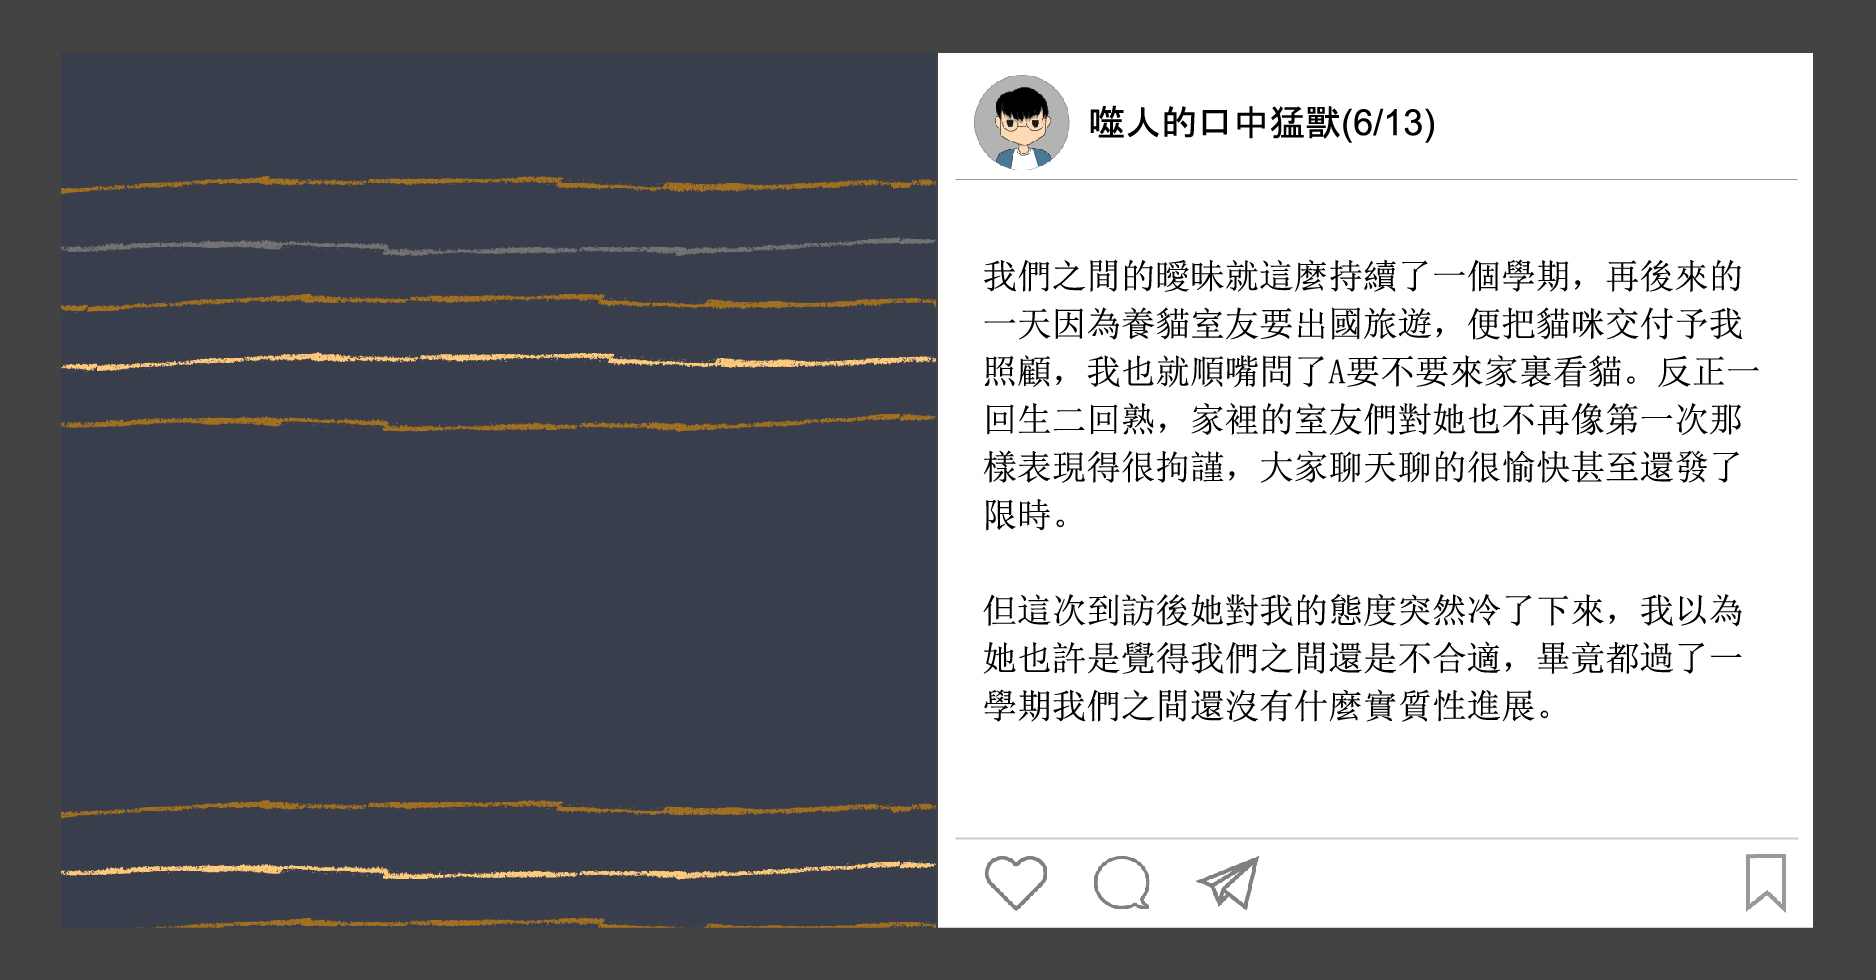 噬人的口中猛獸(6/13)
我們之間的曖昧就這麼持續了一個學期，再後來的
一天因為養貓室友要出國旅遊，便把貓咪交付予我
照顧，我也就順嘴問了A要不要來家裏看貓。反正一
回生二回熟，家裡的室友們對她也不再像第一次那
樣表現得很拘謹，大家聊天聊的很愉快甚至還發了
限時。
但這次到訪後她對我的態度突然冷了下來，我以為
她也許是覺得我們之間還是不合適，畢竟都過了一
學期我們之間還沒有什麼實質性進展。